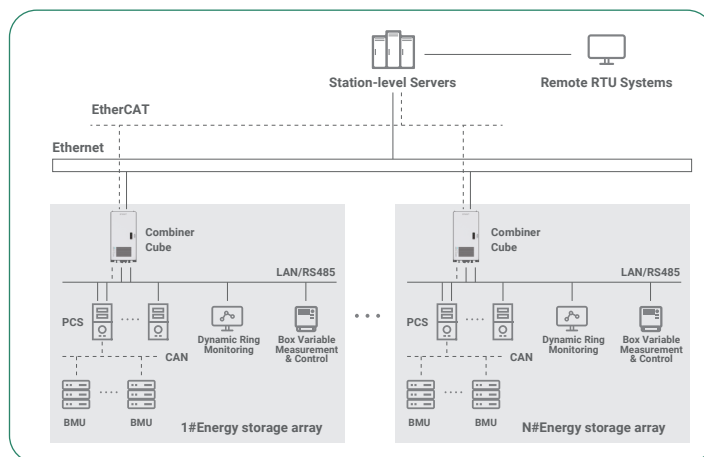 Station-level Servers
Remote RTU Systems
EtherCAT
Ethernet
Combiner
Cube
LAN/RS485
PCS
Dynamic Ring
Monitoring
Box Variable
Measurement
& Control
CAN
BMU
BMU
1#Energy storage array
Combiner
Cube
LAN/RS485
PCS
Dynamic Ring
Monitoring
Box Variable
Measurement
& Control
CAN
BMU
BMU
N#Energy storage array